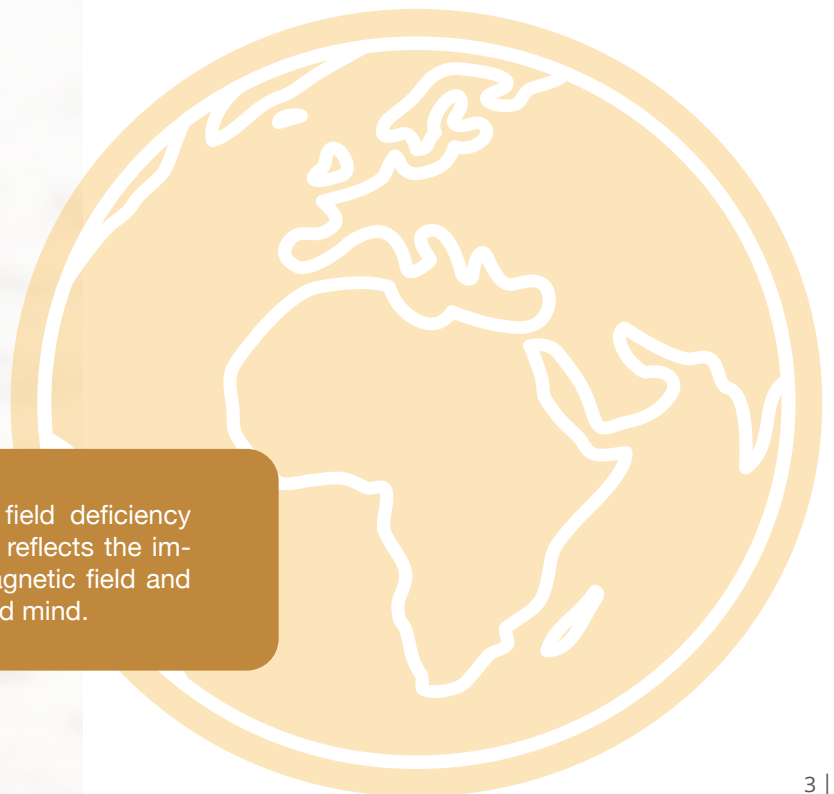 field deficiency
reflects the im-
agnetic field and
d mind.
3 |